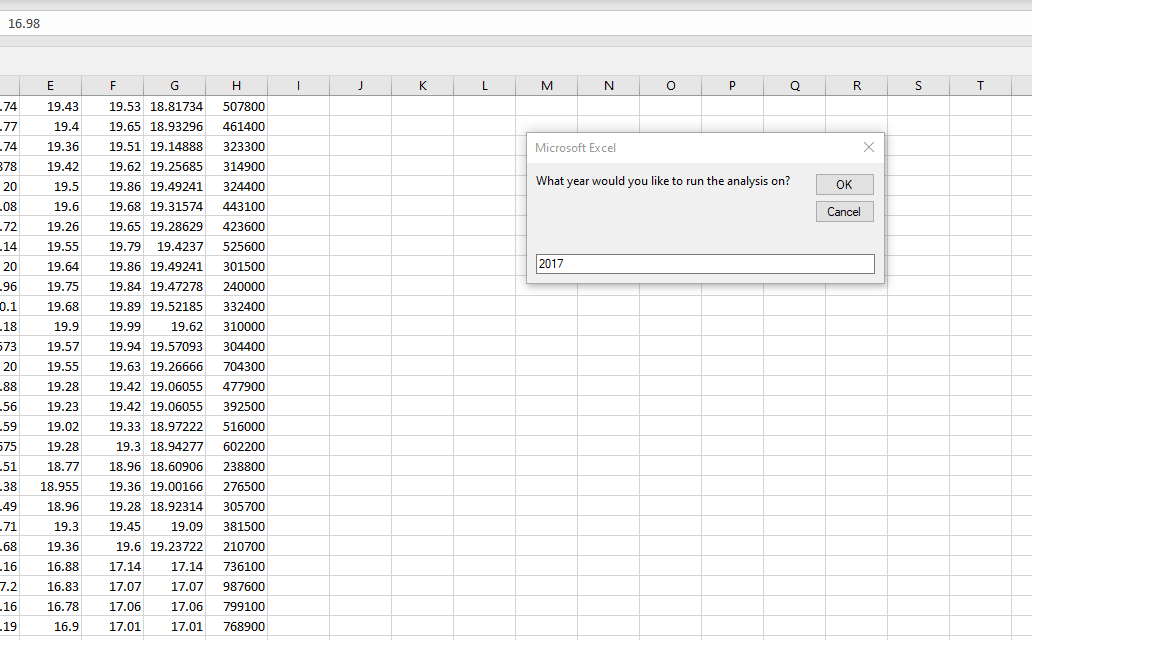 16.98
E F G H I J K L M N O P Q R S T
.74 19.43 19.53 18.81734 507800
.77 19.4 19.65 18.93296 461400
.74 19.36 19.51 19.14888 323300
378 19.42 19.62 19.25685 314900
20 19.5 19.86 19.49241 324400
.08 19.6 19.68 19.31574 443100
.72 19.26 19.65 19.28629 423600
.14 19.55 19.79 19.4237 525600
20 19.64 19.86 19.49241 301500
.96 19.75 19.84 19.47278 240000
0.1 19.68 19.89 19.52185 332400
.18 19.9 19.99 19.62 310000
573 19.57 19.94 19.57093 304400
20 19.55 19.63 19.26666 704300
.88 19.28 19.42 19.06055 477900
.56 19.23 19.42 19.06055 392500
.59 19.02 19.33 18.97222 516000
575 19.28 19.3 18.94277 602200
.51 18.77 18.96 18.60906 238800
.38 18.955 19.36 19.00166 276500
.49 18.96 19.28 18.92314 305700
.71 19.3 19.45 19.09 381500
.68 19.36 19.6 19.23722 210700
.16 16.88 17.14 17.14 736100
7.2 16.83 17.07 17.07 987600
.16 16.78 17.06 17.06 799100
.19 16.9 17.01 17.01 768900
Microsoft Excel
What year would you like to run the analysis on?
OK
Cancel
2017